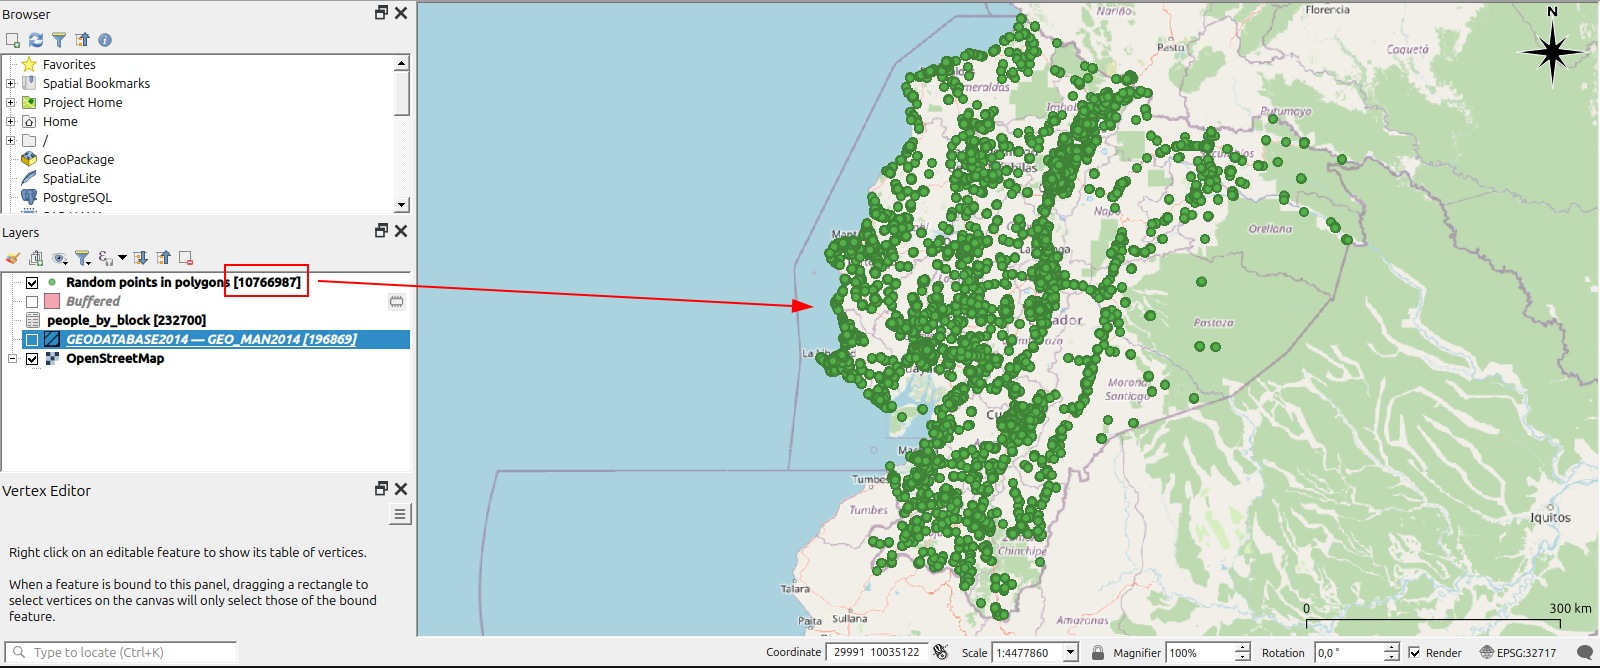 Browser
Favorites
Spatial Bookmarks
Project Home
Home
/
GeoPackage
SpatiaLite
PostgreSQL
Layers
Random points in polygons [10766987]
Buffered
people_by_block [232700]
GEODATABASE2014 — GEO_MAN2014 [196869]
OpenStreetMap
Vertex Editor
Right click on an editable feature to show its table of vertices.
When a feature is bound to this panel, dragging a rectangle to
select vertices on the canvas will only select those of the bound
feature.
Type to locate (Ctrl+K)
Nariño
Florencia
N
Pasto
Caquetá
Putumayo
Orellana
Pastoza
Morona
Santiago
Tumbes
Tumbes
Chinchipe
Iquitos
Talara
Paita
Sullana
Amazonas
0
300 km
Coordinate
29991 10035122
Scale
1:4477860
Magnifier
100%
Rotation
0,0 °
Render
EPSG:32717